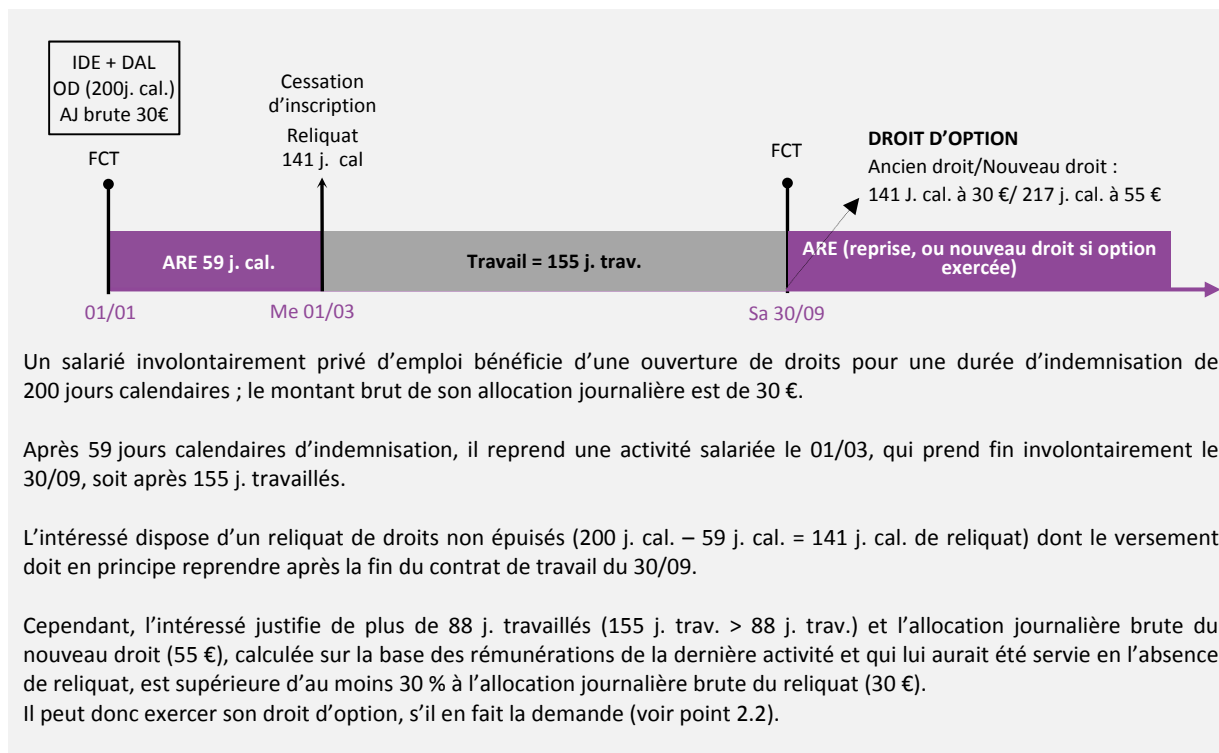 IDE + DAL
OD (200j. cal.)
AJ brute 30€
FCT
Cessation
d’inscription
Reliquat
141 j.  cal
FCT
DROIT D’OPTION
Ancien droit/Nouveau droit :
141 J. cal. à 30 €/ 217 j. cal. à 55 €
ARE 59 j. cal.
Travail = 155 j. trav.
ARE (reprise, ou nouveau droit si option
exercée)
01/01
Me 01/03
Sa 30/09
Un salarié involontairement privé d’emploi bénéficie d’une ouverture de droits pour une durée d’indemnisation de
200 jours calendaires ; le montant brut de son allocation journalière est de 30 €.
Après 59 jours calendaires d’indemnisation, il reprend une activité salariée le 01/03, qui prend fin involontairement le
30/09, soit après 155 j. travaillés.
L’intéressé dispose d’un reliquat de droits non épuisés (200 j. cal. – 59 j. cal. = 141 j. cal. de reliquat) dont le versement
doit en principe reprendre après la fin du contrat de travail du 30/09.
Cependant, l’intéressé justifie de plus de 88 j. travaillés (155 j. trav. > 88 j. trav.) et l’allocation journalière brute du
nouveau droit (55 €), calculée sur la base des rémunérations de la dernière activité et qui lui aurait été servie en l’absence
de reliquat, est supérieure d’au moins 30 % à l’allocation journalière brute du reliquat (30 €).
Il peut donc exercer son droit d’option, s’il en fait la demande (voir point 2.2).